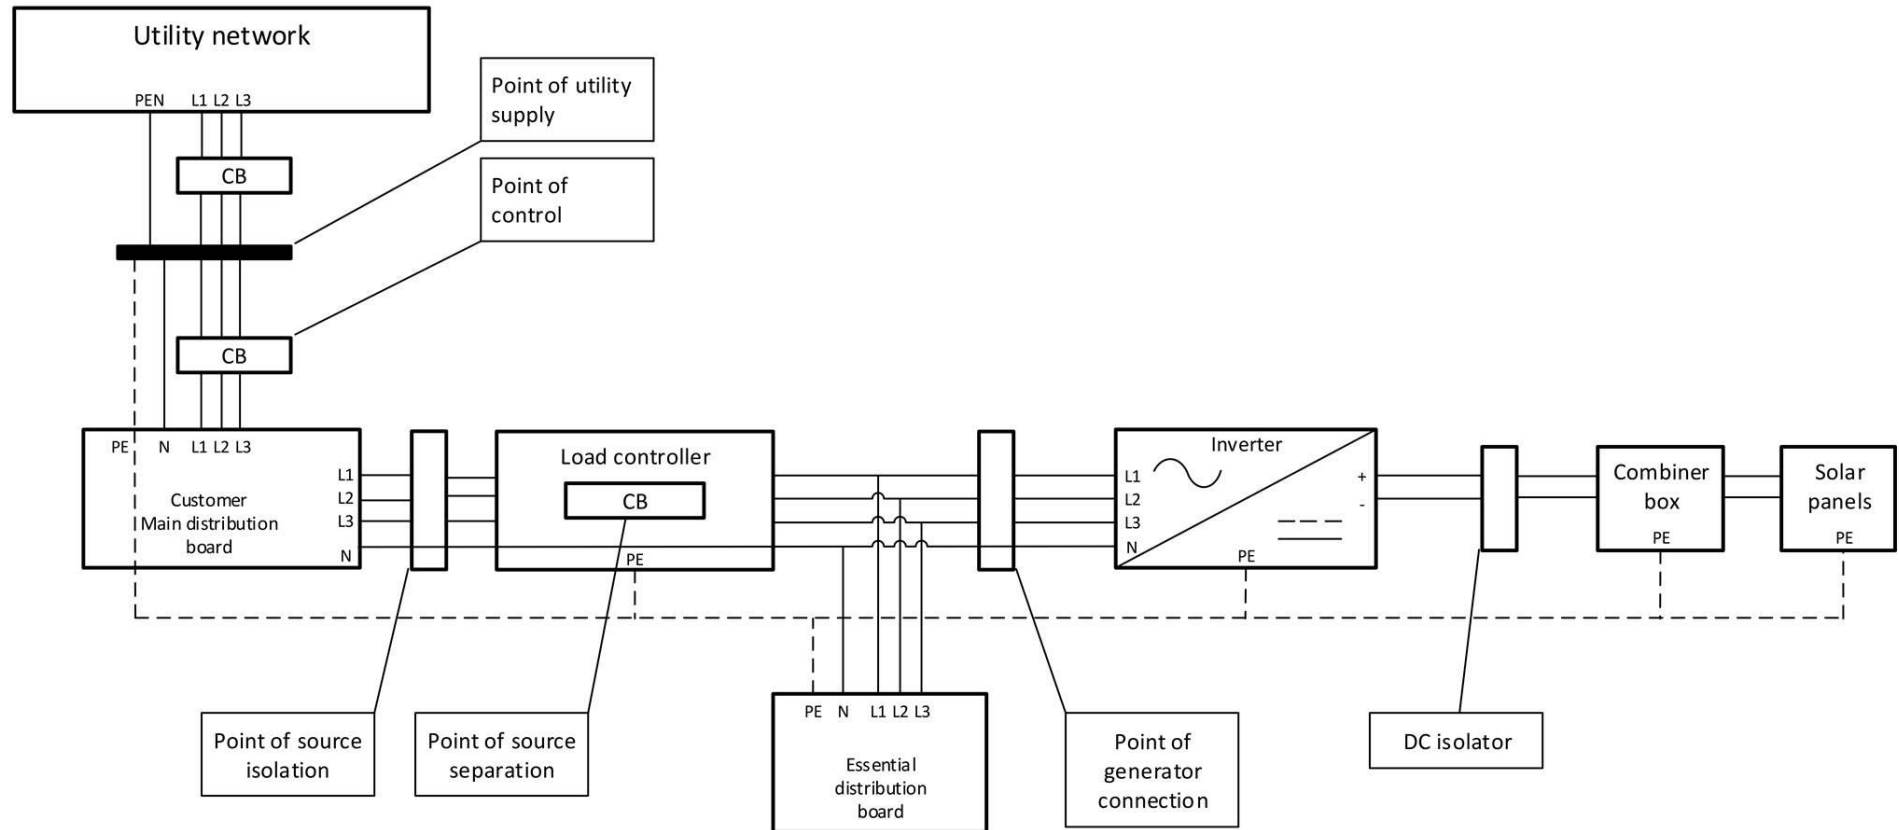 Utility network
PEN L1 L2 L3
CB
Point of utility
supply
Point of
control
CB
PE N L1 L2 L3
Customer
Main distribution
board
L1
L2
L3
N
Load controller
CB
PE
Inverter
L1
L2
L3
N
+
-
PE
Combiner
box
PE
Solar
panels
PE
Point of source
isolation
Point of source
separation
PE N L1 L2 L3
Essential
distribution
board
Point of
generator
connection
DC isolator